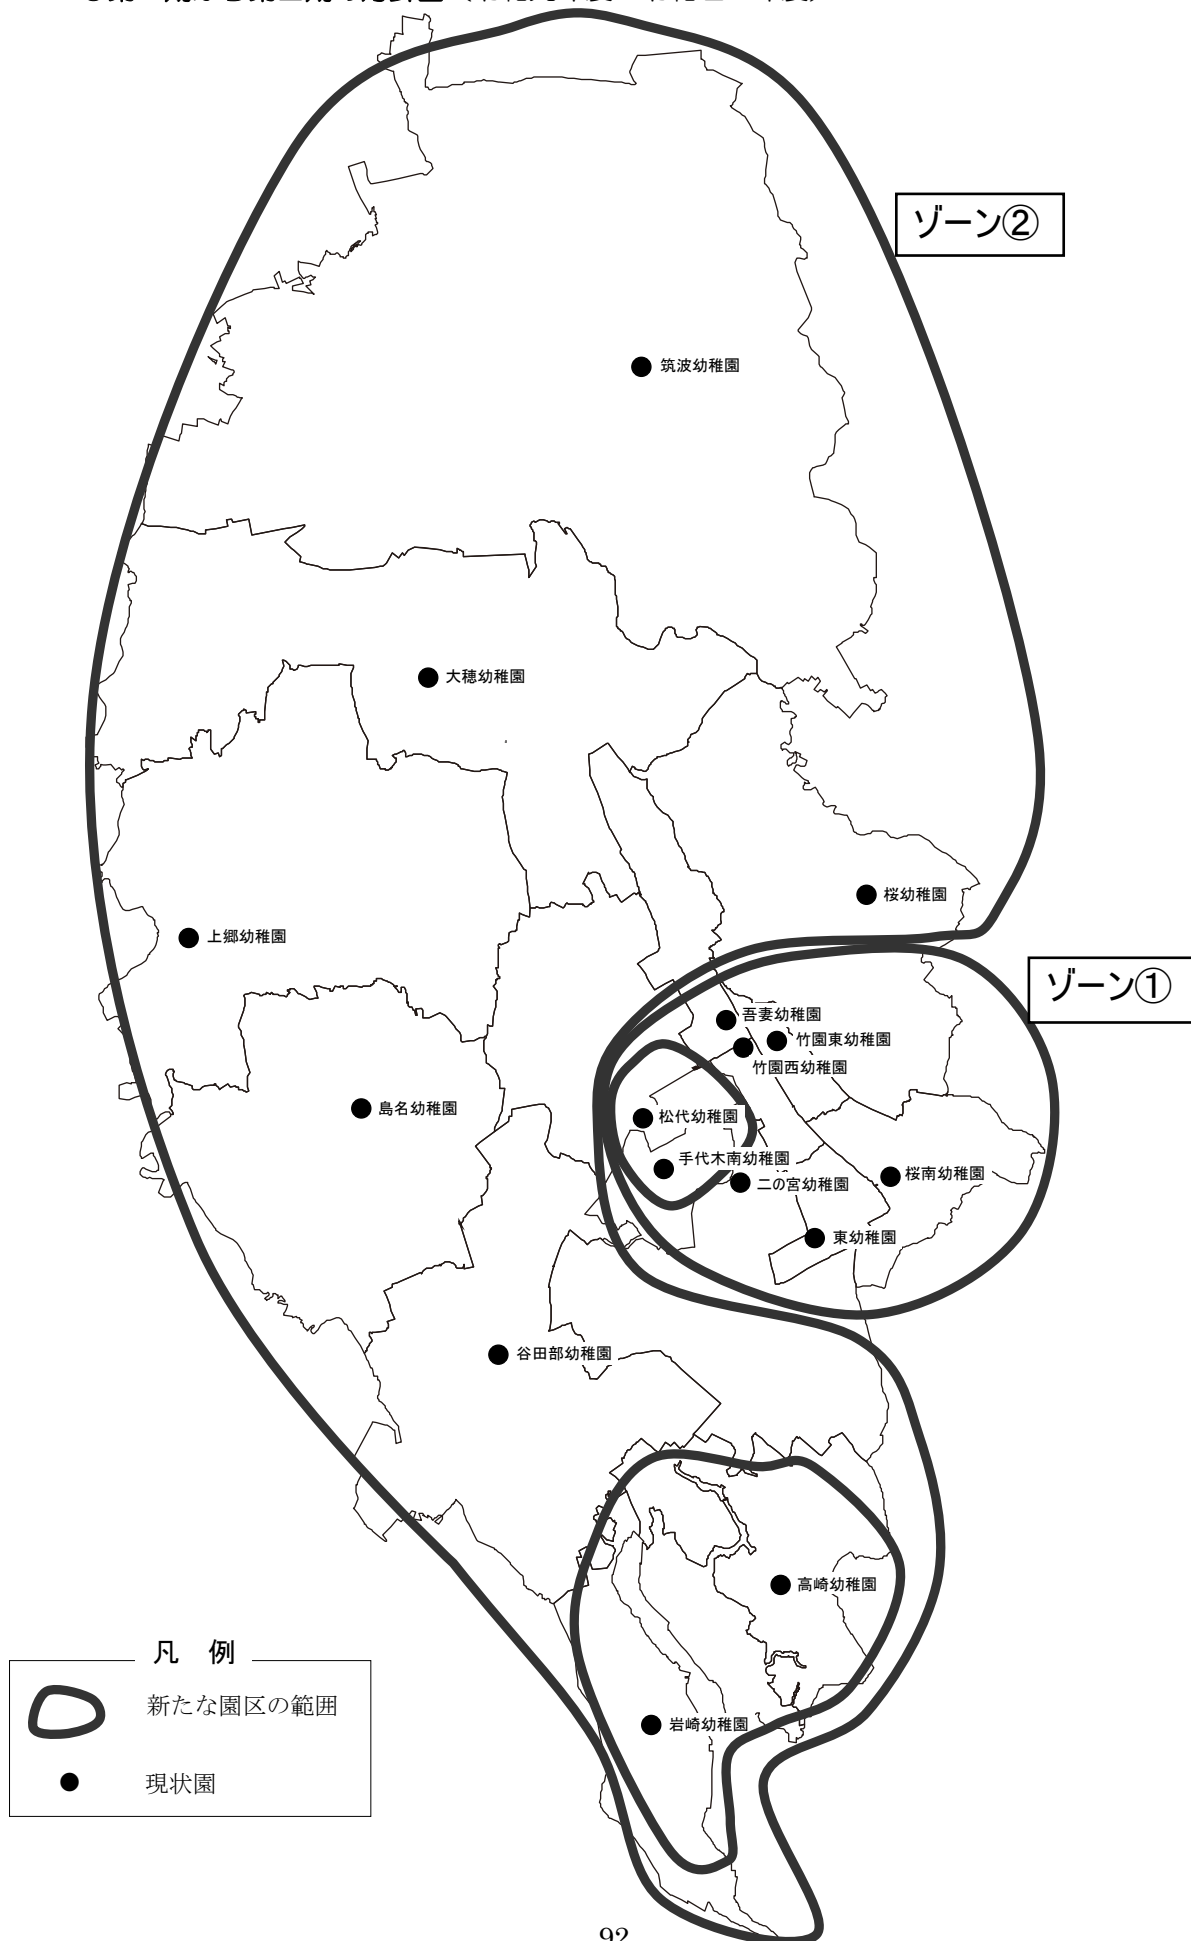 ゾーン②
筑波幼稚園
大穂幼稚園
桜幼稚園
上郷幼稚園
ゾーン①
吾妻幼稚園
竹園東幼稚園
竹園西幼稚園
島名幼稚園
松代幼稚園
手代木南幼稚園
二の宮幼稚園
桜南幼稚園
東幼稚園
谷田部幼稚園
高崎幼稚園
岩崎幼稚園
凡 例
新たな園区の範囲
現状園
92